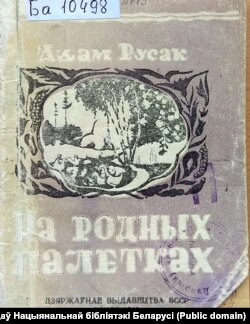 Ба 10498
Адам Русак
На родных
палетках
ДЗЯРЖАЎНАЕ ВЫДАВЕЦТВА БССР
аў Нацыянальнай бібліятэкі Беларусі (Public domain)